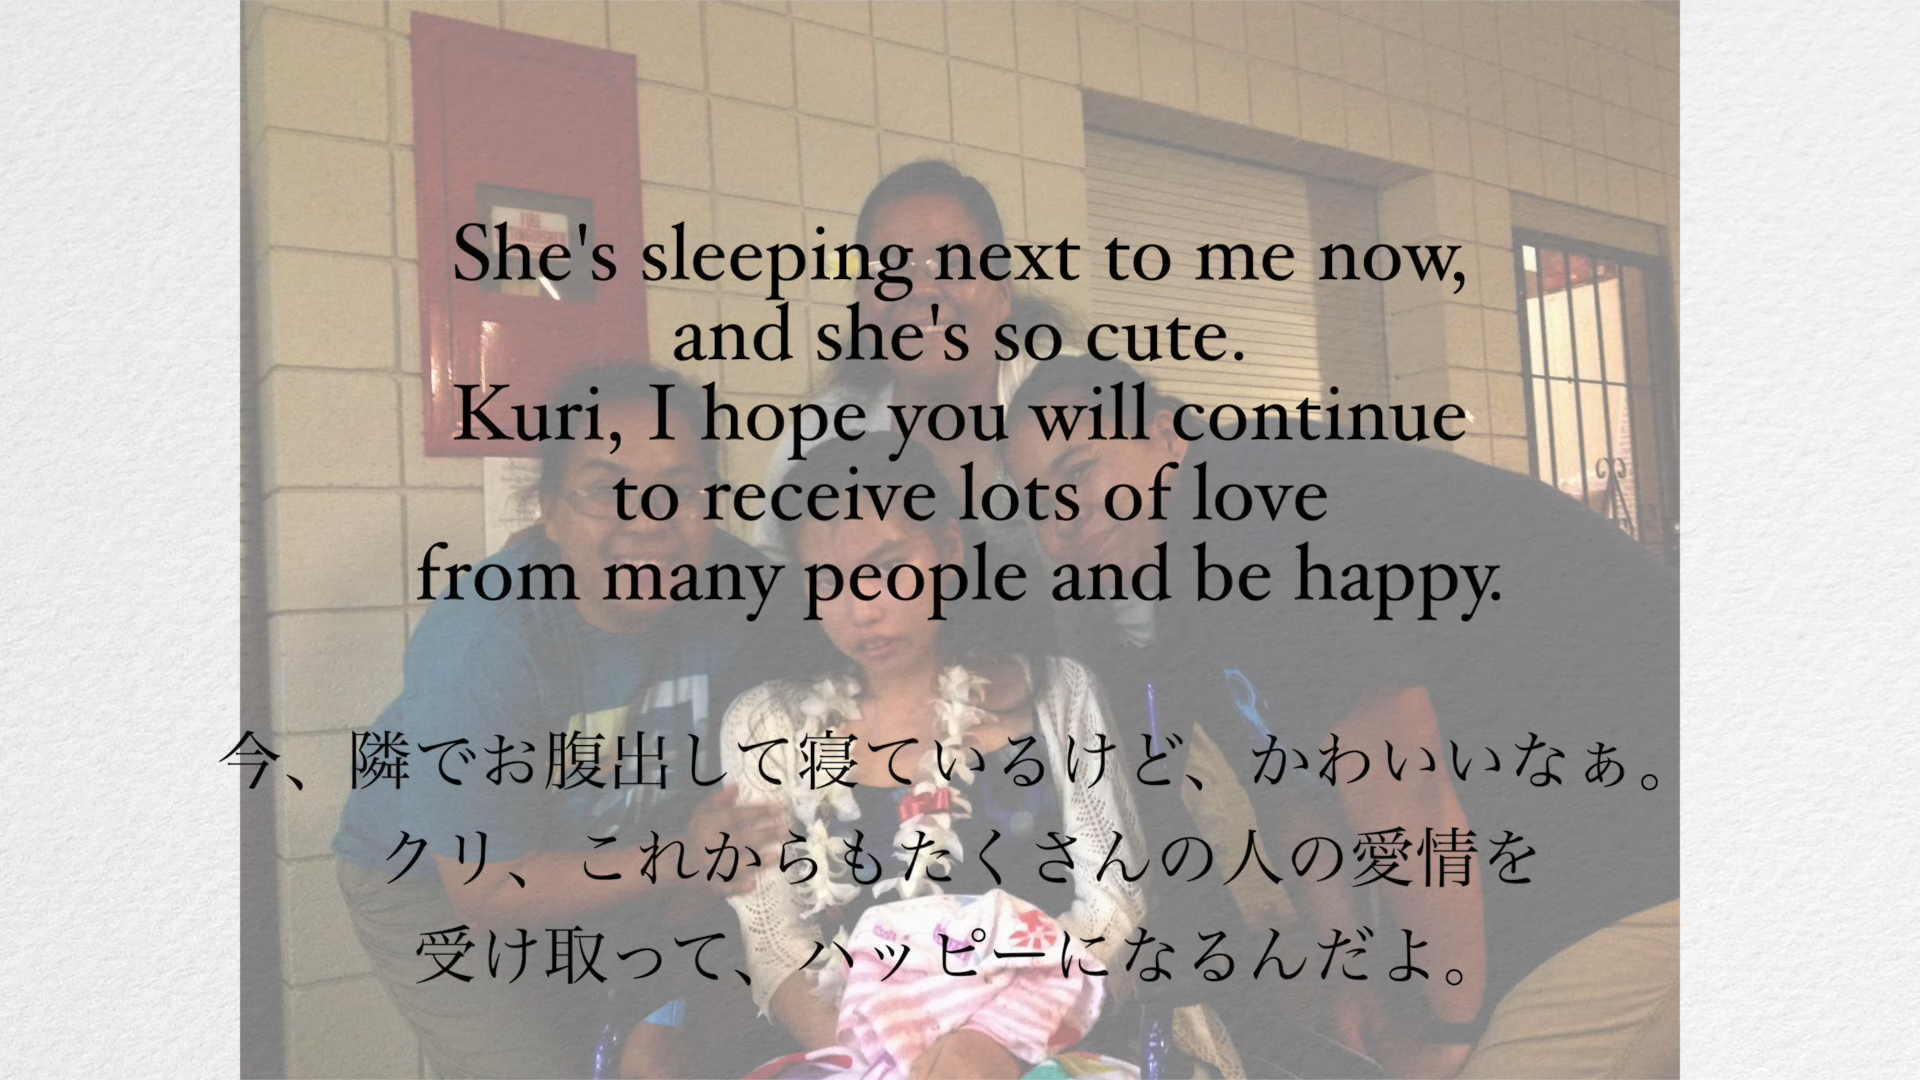 FIRE
EXTINGUISHER
She's sleeping next to me now,
and she's so cute.
Kuri, I hope you will continue
to receive lots of love
from many people and be happy.
今、隣でお腹出して寝ているけど、かわいいなぁ。
クリ、これからもたくさんの人の愛情を
受け取って、ハッピーになるんだよ。